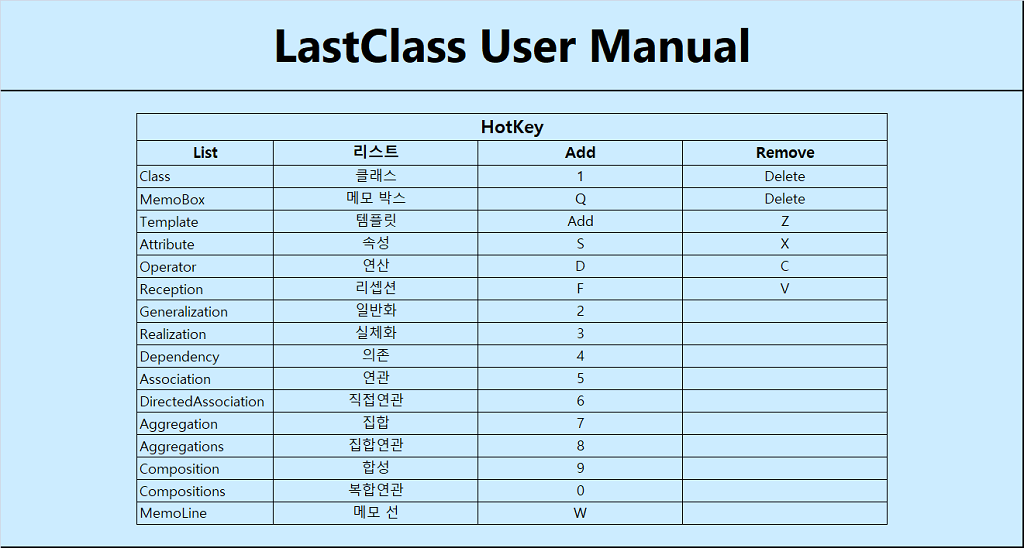 LastClass User Manual
HotKey
List 리스트 Add Remove
Class 클래스 1 Delete
MemoBox 메모 박스 Q Delete
Template 템플릿 Add Z
Attribute 속성 S X
Operator 연산 D C
Reception 리셉션 F V
Generalization 일반화 2
Realization 실체화 3
Dependency 의존 4
Association 연관 5
DirectedAssociation 직접연관 6
Aggregation 집합 7
Aggregations 집합연관 8
Composition 합성 9
Compositions 복합연관 0
MemoLine 메모 선 W